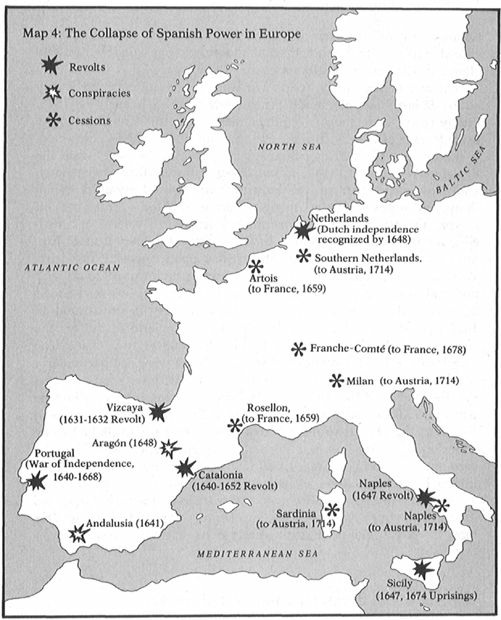 Map 4: The Collapse of Spanish Power in Europe
Revolts
Conspiracies
Cessions
NORTH SEA
BALTIC SEA
Netherlands
(Dutch independence
recognized by 1648)
ATLANTIC OCEAN
Southern Netherlands,
(to Austria, 1714)
Artois
(to France, 1659)
Franche-Comté (to France, 1678)
Milan (to Austria, 1714)
Vizcaya
(1631-1632 Revolt)
Rosellon,
(to France, 1659)
Aragón (1648)
Portugal
(War of Independence,
1640-1668)
Catalonia
(1640-1652 Revolt)
Naples
(1647 Revolt)
Andalusia (1641)
Sardinia
(to Austria, 1714)
Naples
(to Austria, 1714)
MEDITERRANEAN SEA
Sicily
(1647, 1674 Uprisings)